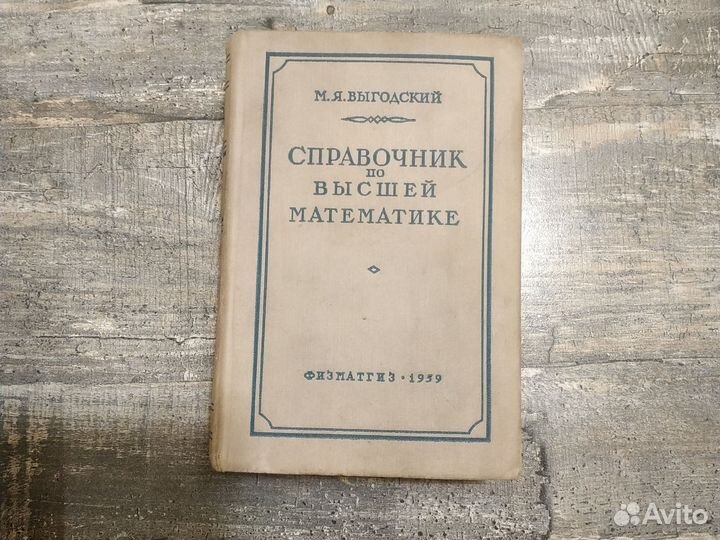 М.Я.ВЫГОДСКИЙ
СПРАВОЧНИК
ПО
ВЫСШЕЙ
МАТЕМАТИКЕ
ФИЗМАТГИЗ · 1959
Avito